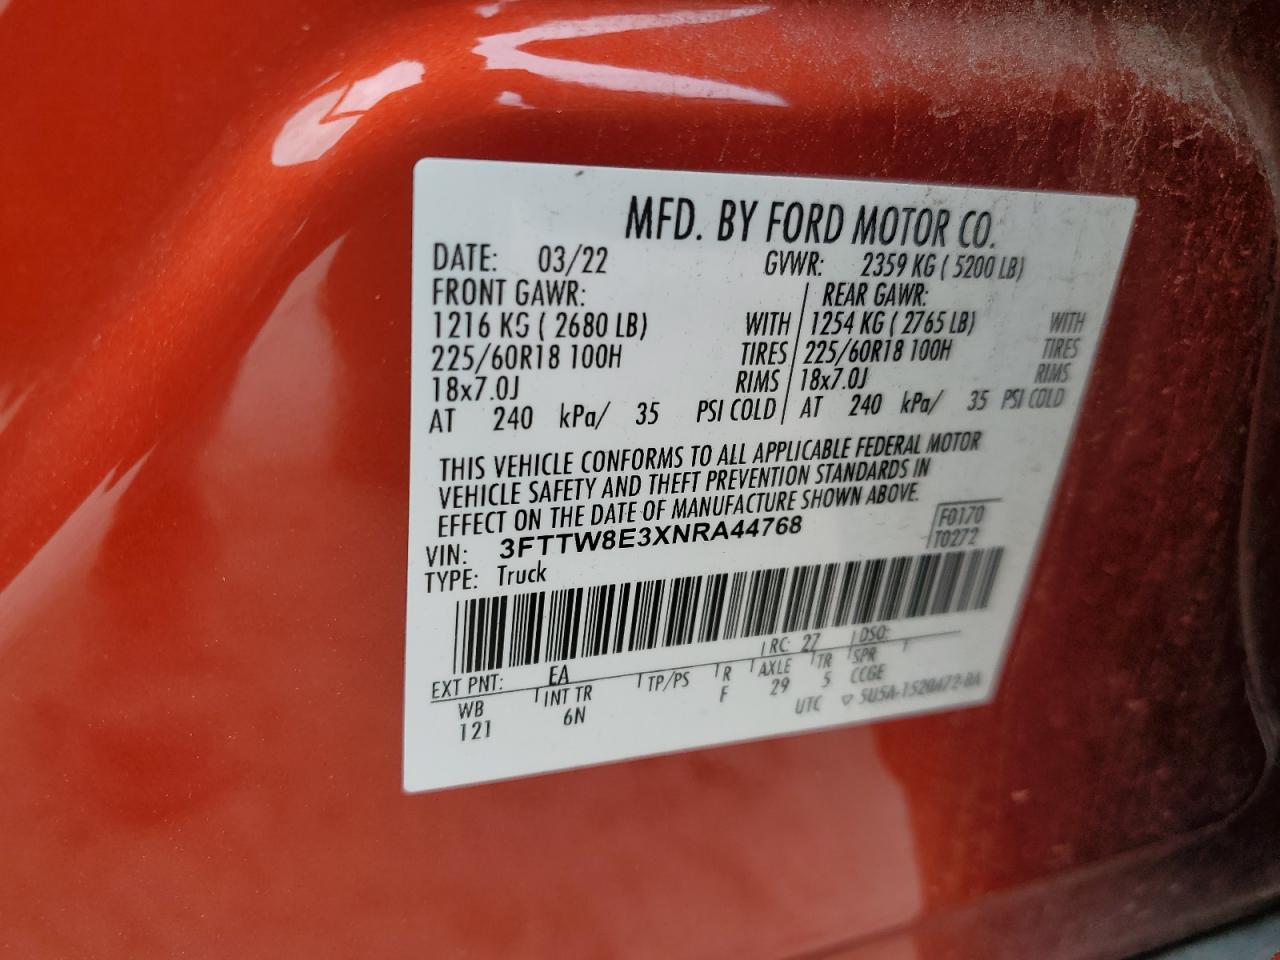 MFD. BY FORD MOTOR CO.
DATE: 03/22 GVWR: 2359 KG ( 5200 LB)
FRONT GAWR: REAR GAWR:
1216 KG ( 2680 LB) WITH 1254 KG ( 2765 LB) WITH
225/60R18 100H TIRES 225/60R18 100H TIRES
18x7.0J RIMS 18x7.0J RIMS
AT 240 kPa/ 35 PSI COLD AT 240 kPa/ 35 PSI COLD
THIS VEHICLE CONFORMS TO ALL APPLICABLE FEDERAL MOTOR
VEHICLE SAFETY AND THEFT PREVENTION STANDARDS IN
EFFECT ON THE DATE OF MANUFACTURE SHOWN ABOVE.
VIN: 3FTTW8E3XNRA44768 F0170
TYPE: Truck T0272
EXT PNT: EA RC: 27 DSO:
WB INT TR TP/PS R AXLE TR SPR
121 6N F 29 5 CCGE
UTC ▽ 5U5A-1520472-BA